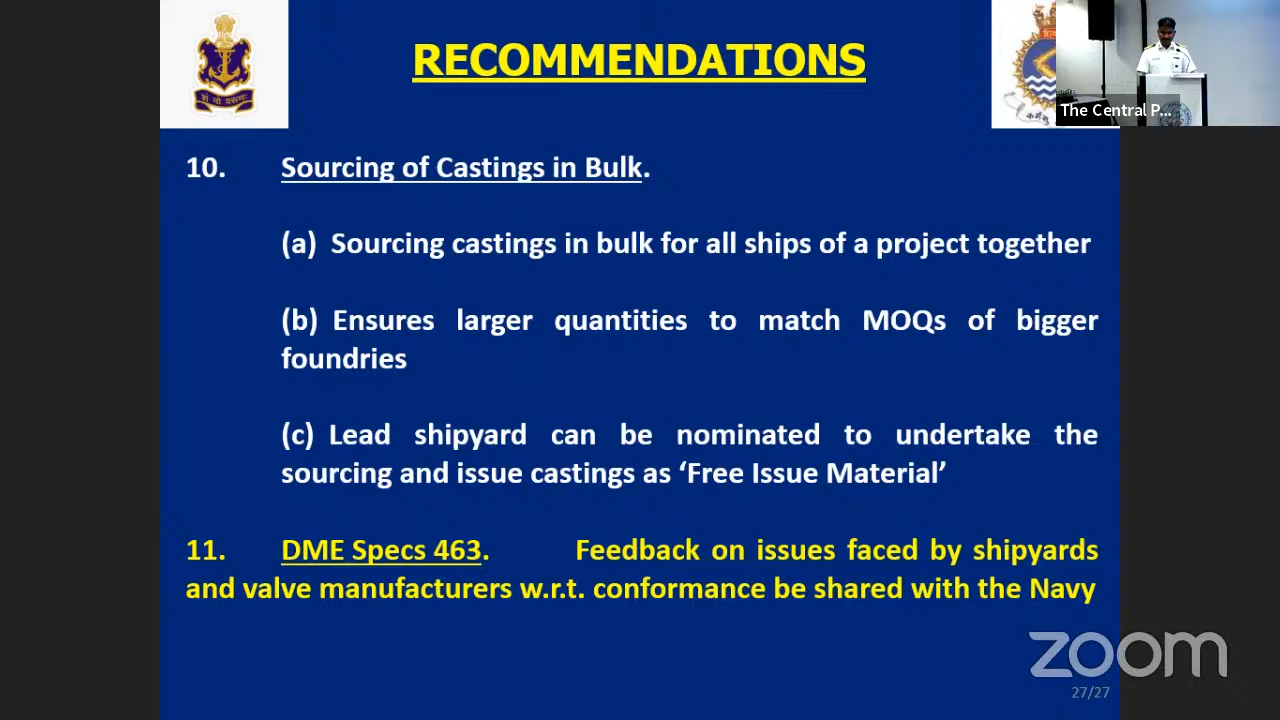 RECOMMENDATIONS
The Central P...
शं नो वरुणः
10. Sourcing of Castings in Bulk.
(a) Sourcing castings in bulk for all ships of a project together
(b) Ensures larger quantities to match MOQs of bigger
foundries
(c) Lead shipyard can be nominated to undertake the
sourcing and issue castings as ‘Free Issue Material’
11. DME Specs 463. Feedback on issues faced by shipyards
and valve manufacturers w.r.t. conformance be shared with the Navy
zoom
27/27